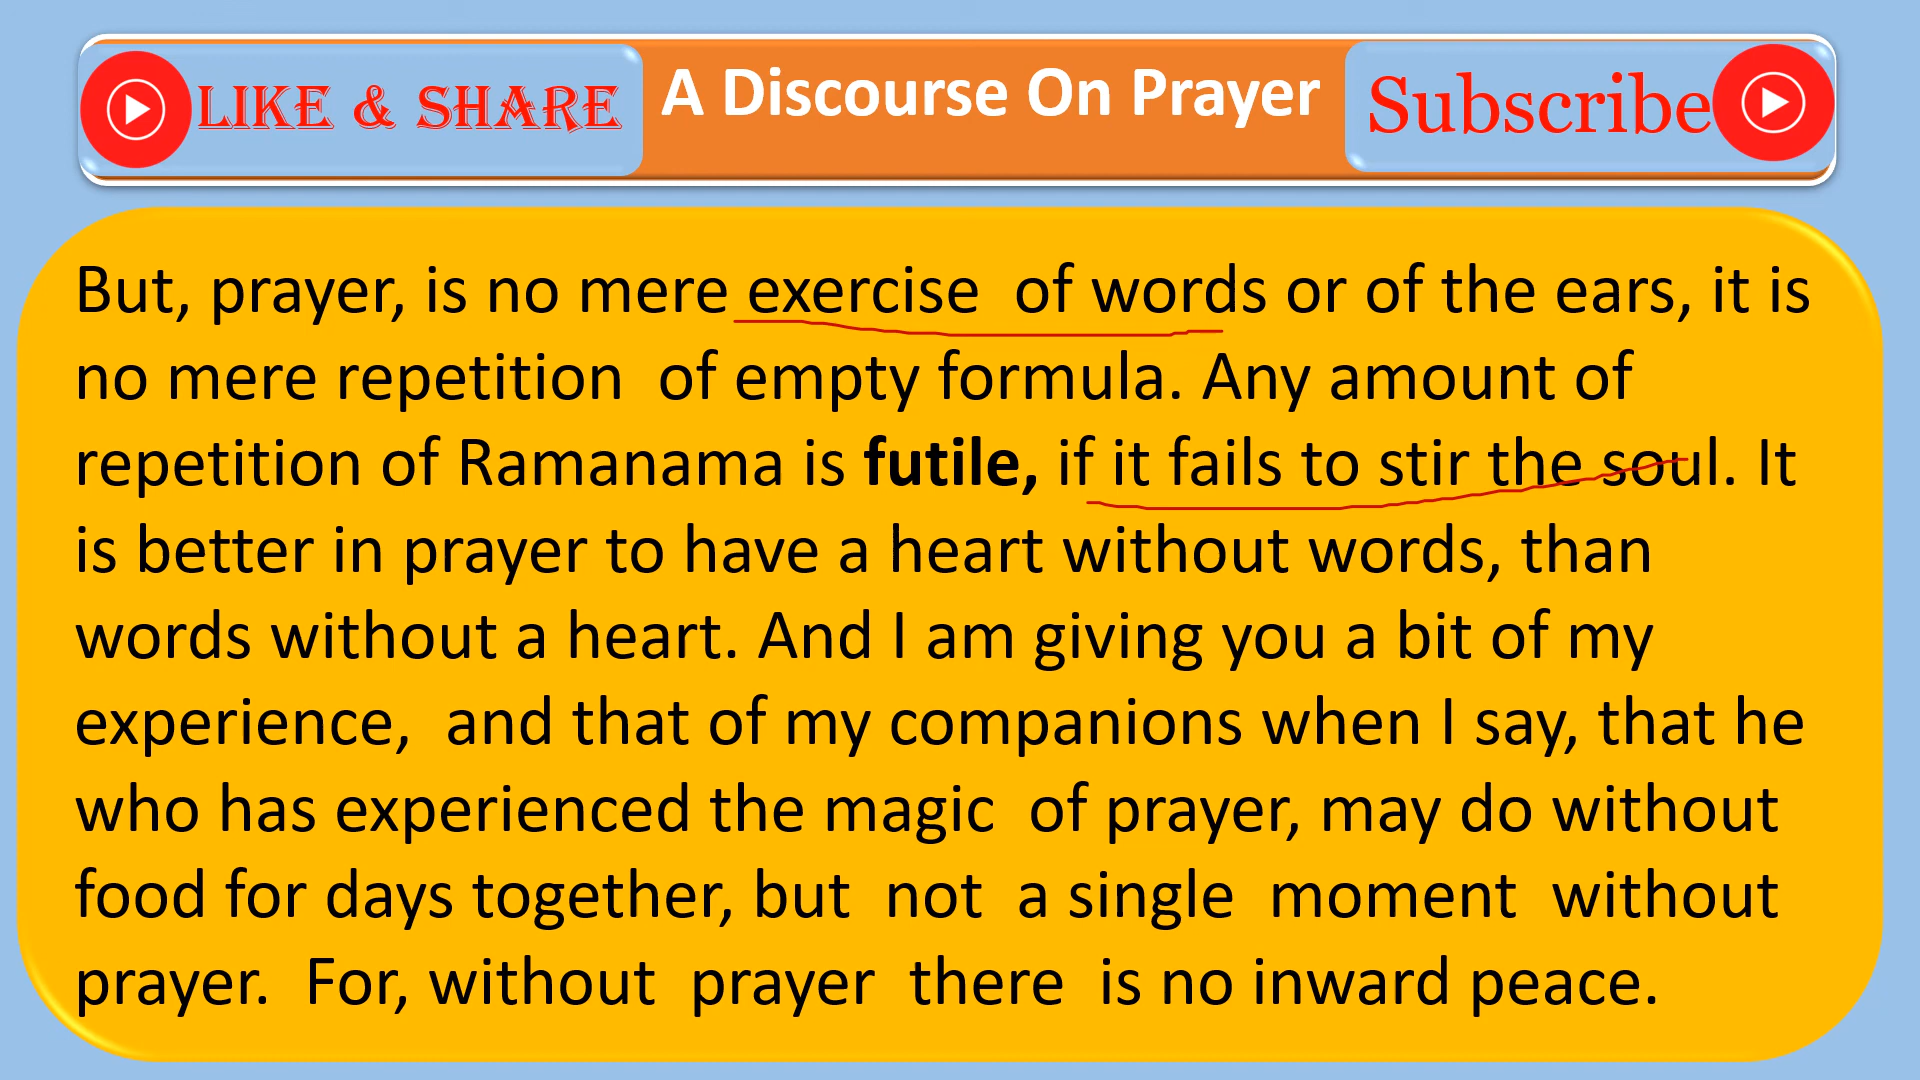 LIKE & SHARE A Discourse On Prayer Subscribe
But, prayer, is no mere exercise of words or of the ears, it is
no mere repetition of empty formula. Any amount of
repetition of Ramanama is futile, if it fails to stir the soul. It
is better in prayer to have a heart without words, than
words without a heart. And I am giving you a bit of my
experience, and that of my companions when I say, that he
who has experienced the magic of prayer, may do without
food for days together, but not a single moment without
prayer. For, without prayer there is no inward peace.